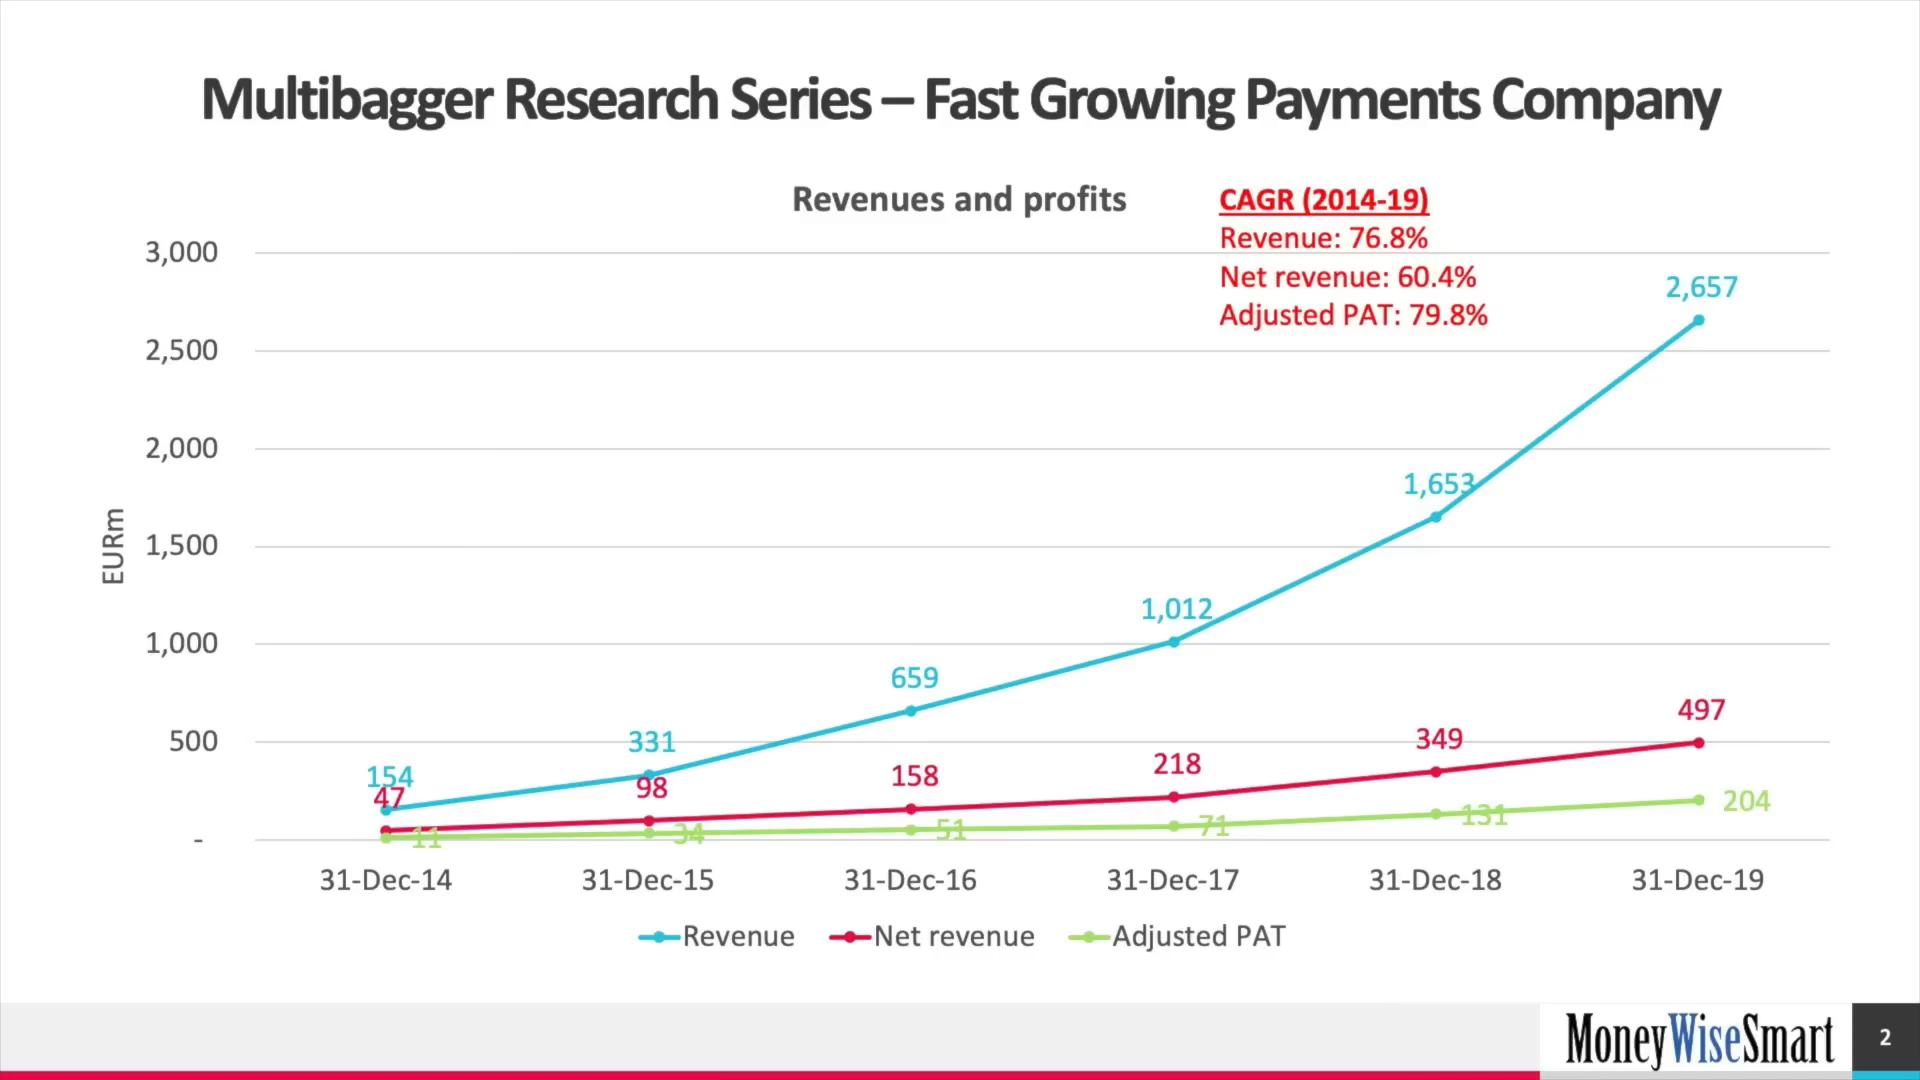 Multibagger Research Series – Fast Growing Payments Company
Revenues and profits
CAGR (2014-19)
Revenue: 76.8%
Net revenue: 60.4%
Adjusted PAT: 79.8%
3,000
2,500
2,000
1,500
1,000
500
-
EURm
154
331
659
1,012
1,653
2,657
47
98
158
218
349
497
11
34
51
71
131
204
31-Dec-14
31-Dec-15
31-Dec-16
31-Dec-17
31-Dec-18
31-Dec-19
Revenue
Net revenue
Adjusted PAT
MoneyWiseSmart
2